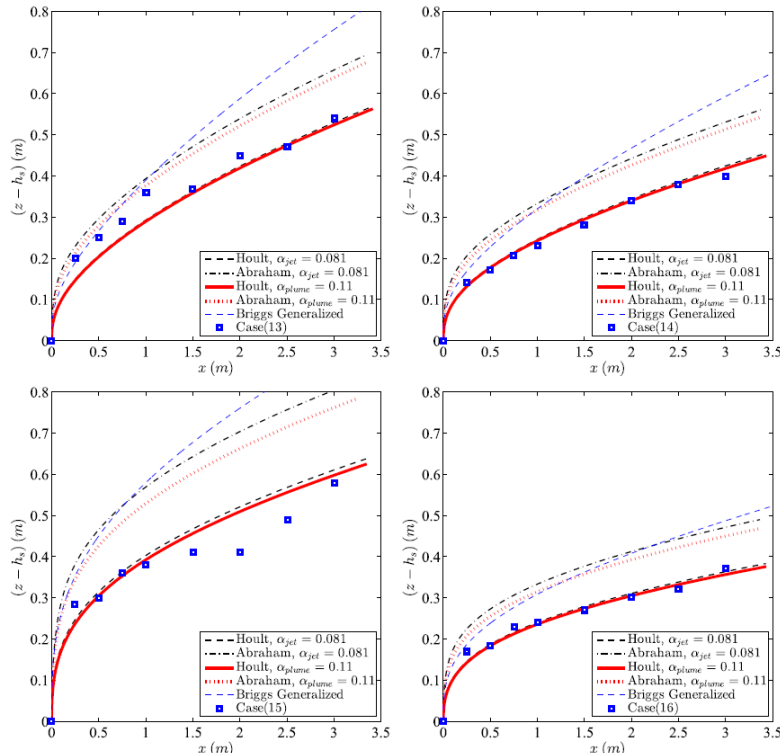 0.8
0.7
0.6
0.5
0.4
0.3
0.2
0.1
0
(z − h_s) (m)
Hoult, α_jet = 0.081
Abraham, α_jet = 0.081
Hoult, α_plume = 0.11
Abraham, α_plume = 0.11
Briggs Generalized
Case(13)
0 0.5 1 1.5 2 2.5 3 3.5
x (m)
0.8
0.7
0.6
0.5
0.4
0.3
0.2
0.1
0
(z − h_s) (m)
Hoult, α_jet = 0.081
Abraham, α_jet = 0.081
Hoult, α_plume = 0.11
Abraham, α_plume = 0.11
Briggs Generalized
Case(14)
0 0.5 1 1.5 2 2.5 3 3.5
x (m)
0.8
0.7
0.6
0.5
0.4
0.3
0.2
0.1
0
(z − h_s) (m)
Hoult, α_jet = 0.081
Abraham, α_jet = 0.081
Hoult, α_plume = 0.11
Abraham, α_plume = 0.11
Briggs Generalized
Case(15)
0 0.5 1 1.5 2 2.5 3 3.5
x (m)
0.8
0.7
0.6
0.5
0.4
0.3
0.2
0.1
0
(z − h_s) (m)
Hoult, α_jet = 0.081
Abraham, α_jet = 0.081
Hoult, α_plume = 0.11
Abraham, α_plume = 0.11
Briggs Generalized
Case(16)
0 0.5 1 1.5 2 2.5 3 3.5
x (m)